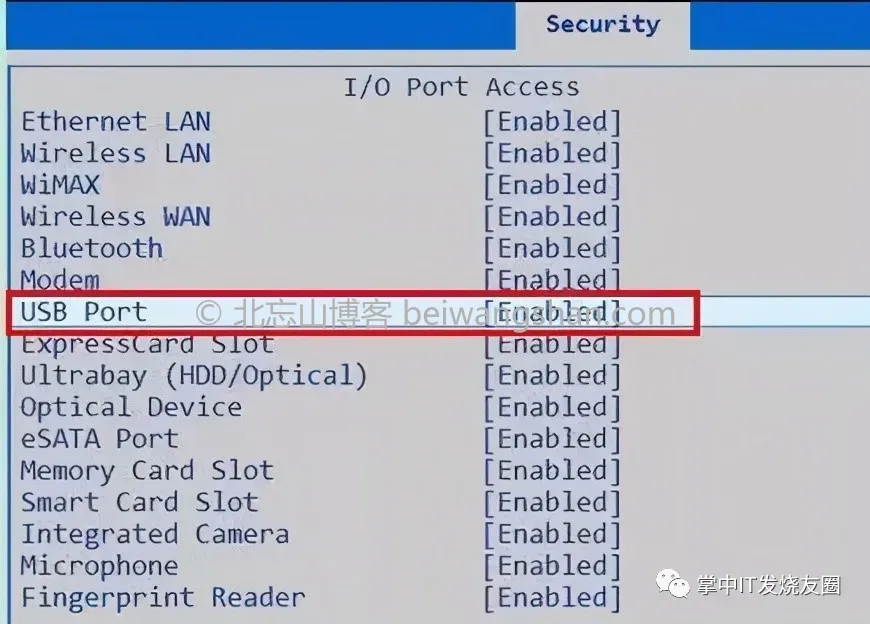 Security
I/O Port Access
Ethernet LAN [Enabled]
Wireless LAN [Enabled]
WiMAX [Enabled]
Wireless WAN [Enabled]
Bluetooth [Enabled]
Modem [Enabled]
USB Port [Enabled]
© 北忘山博客 beiwangshan.com
ExpressCard Slot [Enabled]
Ultrabay (HDD/Optical) [Enabled]
Optical Device [Enabled]
eSATA Port [Enabled]
Memory Card Slot [Enabled]
Smart Card Slot [Enabled]
Integrated Camera [Enabled]
Microphone [Enabled]
Fingerprint Reader [Enabled]
掌中IT发烧友圈